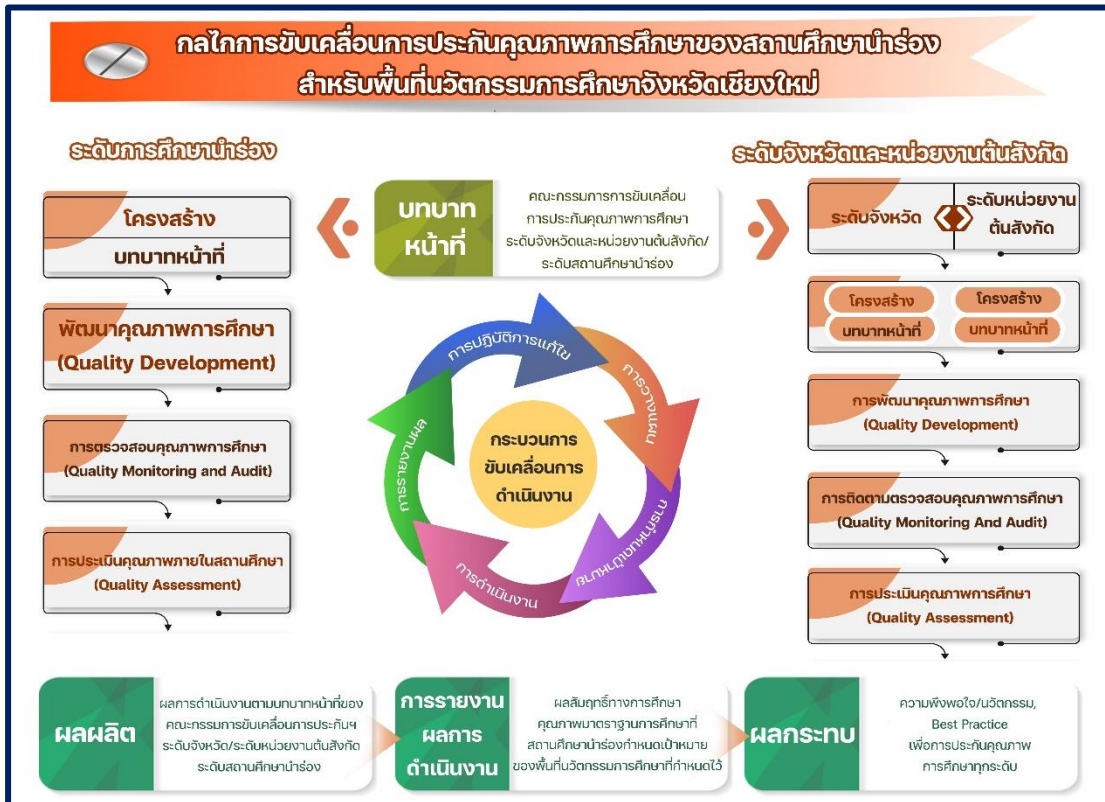 กลไกการขับเคลื่อนการประกันคุณภาพการศึกษาของสถานศึกษานำร่อง
สำหรับพื้นที่นวัตกรรมการศึกษาจังหวัดเชียงใหม่
ระดับการศึกษานำร่อง
โครงสร้าง
บทบาทหน้าที่
พัฒนาคุณภาพการศึกษา
(Quality Development)
การตรวจสอบคุณภาพการศึกษา
(Quality Monitoring and Audit)
การประเมินคุณภาพภายในสถานศึกษา
(Quality Assessment)
บทบาท
หน้าที่
คณะกรรมการการขับเคลื่อน
การประกันคุณภาพการศึกษา
ระดับจังหวัดและหน่วยงานต้นสังกัด/
ระดับสถานศึกษานำร่อง
การปฏิบัติการแก้ไข
การวางแผน
การกำหนดเป้าหมาย
การดำเนินงาน
การรายงานผล
กระบวนการ
ขับเคลื่อนการ
ดำเนินงาน
ระดับจังหวัดและหน่วยงานต้นสังกัด
ระดับจังหวัด
ระดับหน่วยงาน
ต้นสังกัด
โครงสร้าง
บทบาทหน้าที่
โครงสร้าง
บทบาทหน้าที่
การพัฒนาคุณภาพการศึกษา
(Quality Development)
การติดตามตรวจสอบคุณภาพการศึกษา
(Quality Monitoring And Audit)
การประเมินคุณภาพการศึกษา
(Quality Assessment)
ผลผลิต
ผลการดำเนินงานตามบทบาทหน้าที่ของ
คณะกรรมการขับเคลื่อนการประกันฯ
ระดับจังหวัด/ระดับหน่วยงานต้นสังกัด
ระดับสถานศึกษานำร่อง
การรายงาน
ผลการ
ดำเนินงาน
ผลสัมฤทธิ์ทางการศึกษา
คุณภาพมาตราฐานการศึกษาที่
สถานศึกษานำร่องกำหนดเป้าหมาย
ของพื้นที่นวัตกรรมการศึกษาที่กำหนดไว้
ผลกระทบ
ความพึงพอใจ/นวัตกรรม,
Best Practice
เพื่อการประกันคุณภาพ
การศึกษาทุกระดับ